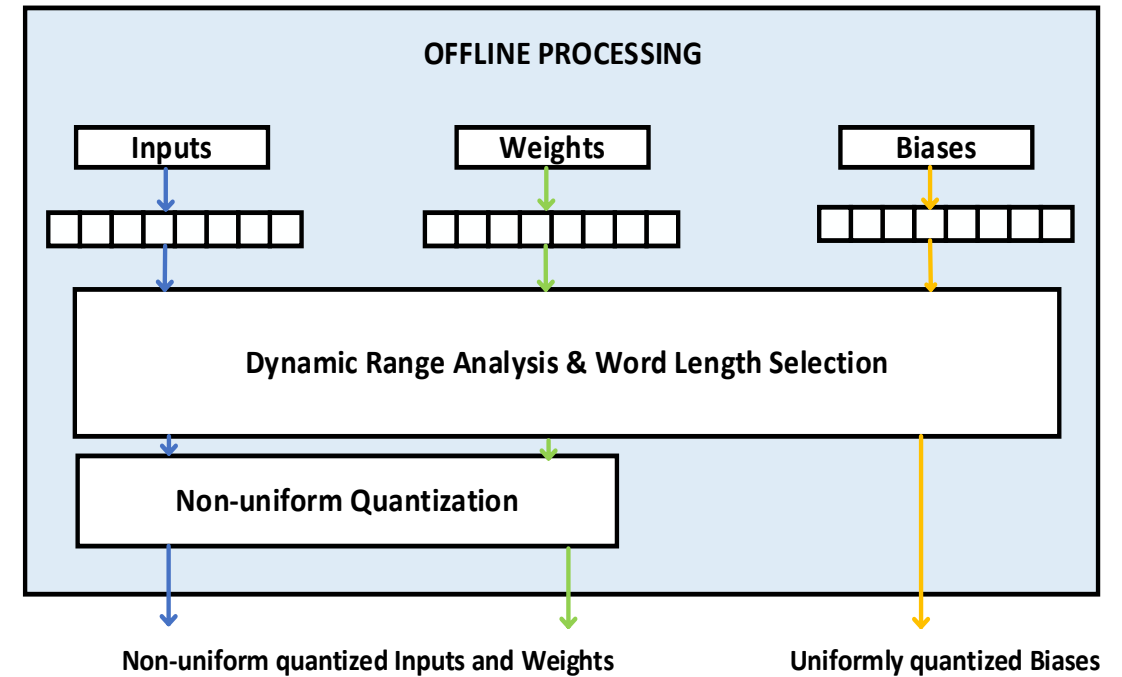 OFFLINE PROCESSING
Inputs
Weights
Biases
Dynamic Range Analysis & Word Length Selection
Non-uniform Quantization
Non-uniform quantized Inputs and Weights
Uniformly quantized Biases